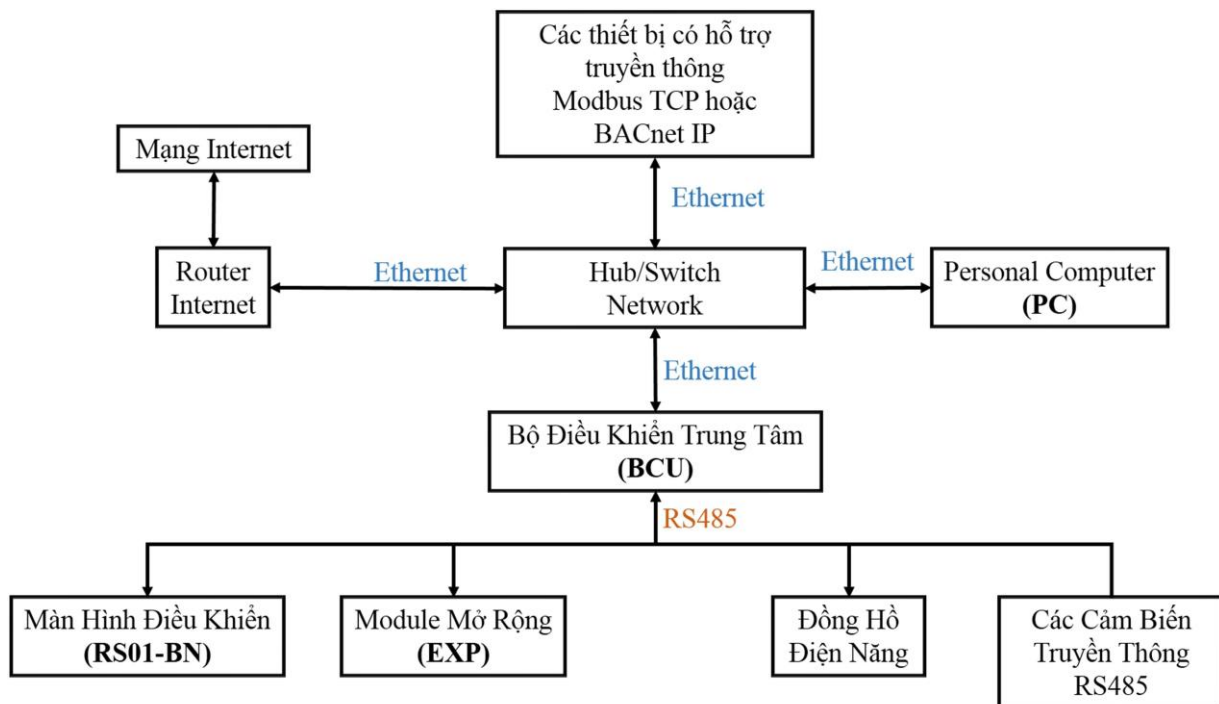 Các thiết bị có hỗ trợ
truyền thông
Modbus TCP hoặc
BACnet IP
Mạng Internet
Ethernet
Router
Internet
Ethernet
Hub/Switch
Network
Ethernet
Personal Computer
(PC)
Ethernet
Bộ Điều Khiển Trung Tâm
(BCU)
RS485
Màn Hình Điều Khiển
(RS01-BN)
Module Mở Rộng
(EXP)
Đồng Hồ
Điện Năng
Các Cảm Biến
Truyền Thông
RS485